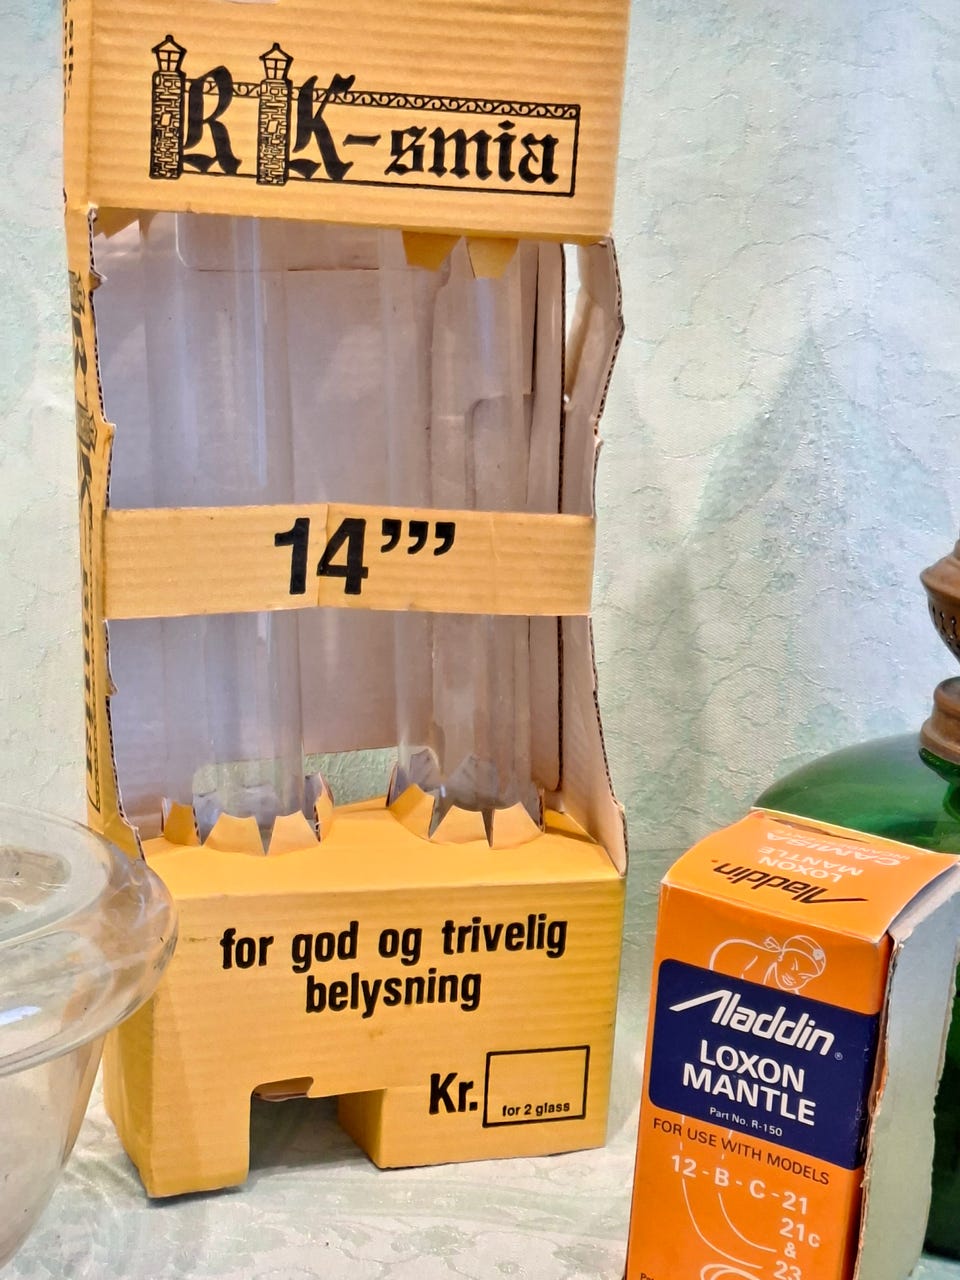 RK-smia
14’’’
for god og trivelig
belysning
Kr.
for 2 glass
Aladdin
LOXON
MANTLE
CAMISA
Aladdin®
LOXON
MANTLE
Part No. R-150
FOR USE WITH MODELS
12 - B - C - 21
21c
&
23